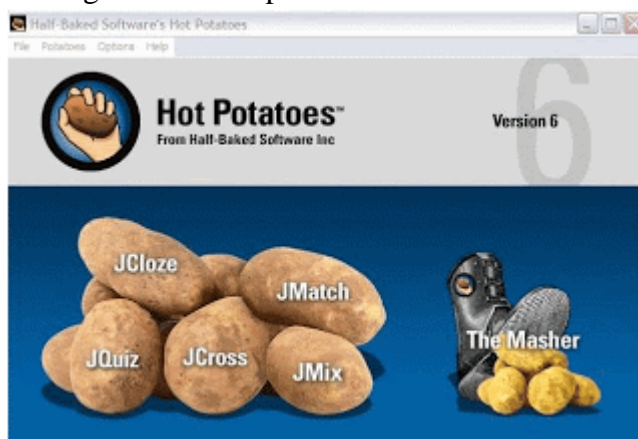 Half-Baked Software's Hot Potatoes
File Potatoes Options Help
Hot Potatoes™
From Half-Baked Software Inc
Version 6
6
JCloze
JMatch
JQuiz
JCross
JMix
The Masher